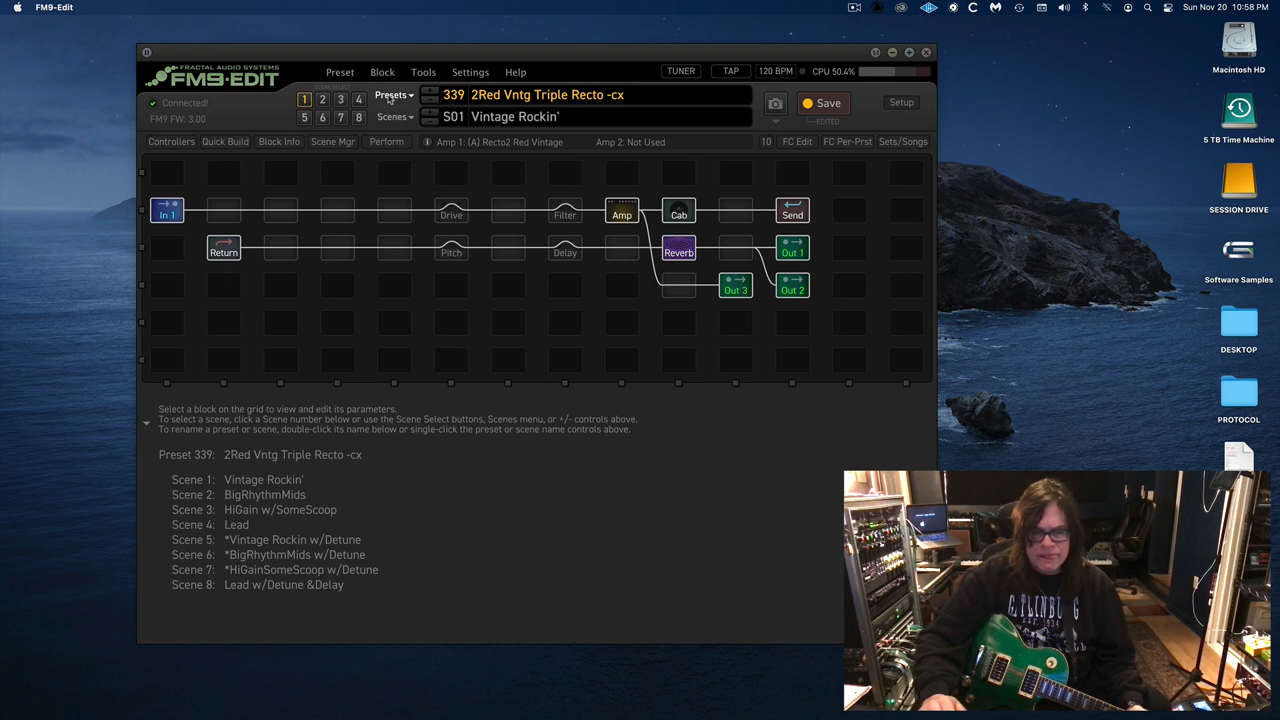 FM9-Edit
Sun Nov 20 10:58 PM
FRACTAL AUDIO SYSTEMS
FM9-EDIT
Preset Block Tools Settings Help
TUNER TAP 120 BPM CPU 50.4%
Connected!
FM9 FW: 3.00
SCENE SELECT
1 2 3 4
5 6 7 8
Presets
339 2Red Vntg Triple Recto -cx
Scenes
S01 Vintage Rockin'
Save
EDITED
Setup
Controllers Quick Build Block Info Scene Mgr Perform
Amp 1: (A) Recto2 Red Vintage Amp 2: Not Used
10 FC Edit FC Per-Prst Sets/Songs
In 1 Drive Filter Amp Cab Send
Return Pitch Delay Reverb Out 1
Out 3 Out 2
Select a block on the grid to view and edit its parameters.
To select a scene, click a Scene number below or use the Scene Select buttons, Scenes menu, or +/- controls above.
To rename a preset or scene, double-click its name below or single-click the preset or scene name controls above.
Preset 339: 2Red Vntg Triple Recto -cx
Scene 1: Vintage Rockin'
Scene 2: BigRhythmMids
Scene 3: HiGain w/SomeScoop
Scene 4: Lead
Scene 5: *Vintage Rockin w/Detune
Scene 6: *BigRhythmMids w/Detune
Scene 7: *HiGainSomeScoop w/Detune
Scene 8: Lead w/Detune &Delay
Macintosh HD
5 TB Time Machine
SESSION DRIVE
Software Samples
DESKTOP
PROTOCOL
GATLINBURG
EST. 1934